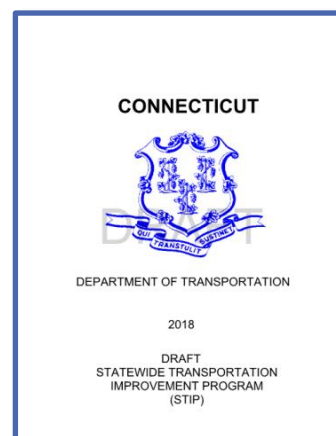 CONNECTICUT
DRAFT
QUI TRANSTULIT SUSTINET
DEPARTMENT OF TRANSPORTATION
2018
DRAFT
STATEWIDE TRANSPORTATION
IMPROVEMENT PROGRAM
(STIP)